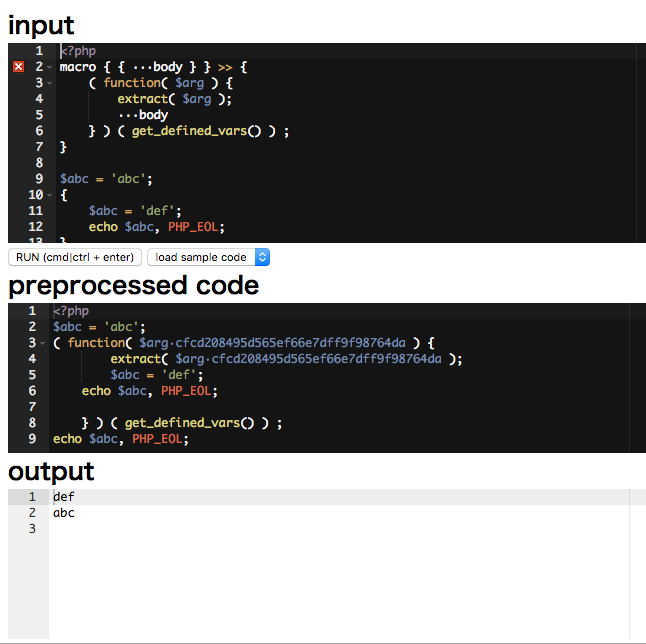 input
1 <?php
2 macro { { ···body } } >> {
3 ( function( $arg ) {
4 extract( $arg );
5 ···body
6 } ) ( get_defined_vars() ) ;
7 }
8
9 $abc = 'abc';
10 {
11 $abc = 'def';
12 echo $abc, PHP_EOL;
13 }
RUN (cmd|ctrl + enter) load sample code
preprocessed code
1 <?php
2 $abc = 'abc';
3 ( function( $arg·cfcd208495d565ef66e7dff9f98764da ) {
4 extract( $arg·cfcd208495d565ef66e7dff9f98764da );
5 $abc = 'def';
6 echo $abc, PHP_EOL;
7
8 } ) ( get_defined_vars() ) ;
9 echo $abc, PHP_EOL;
output
1 def
2 abc
3